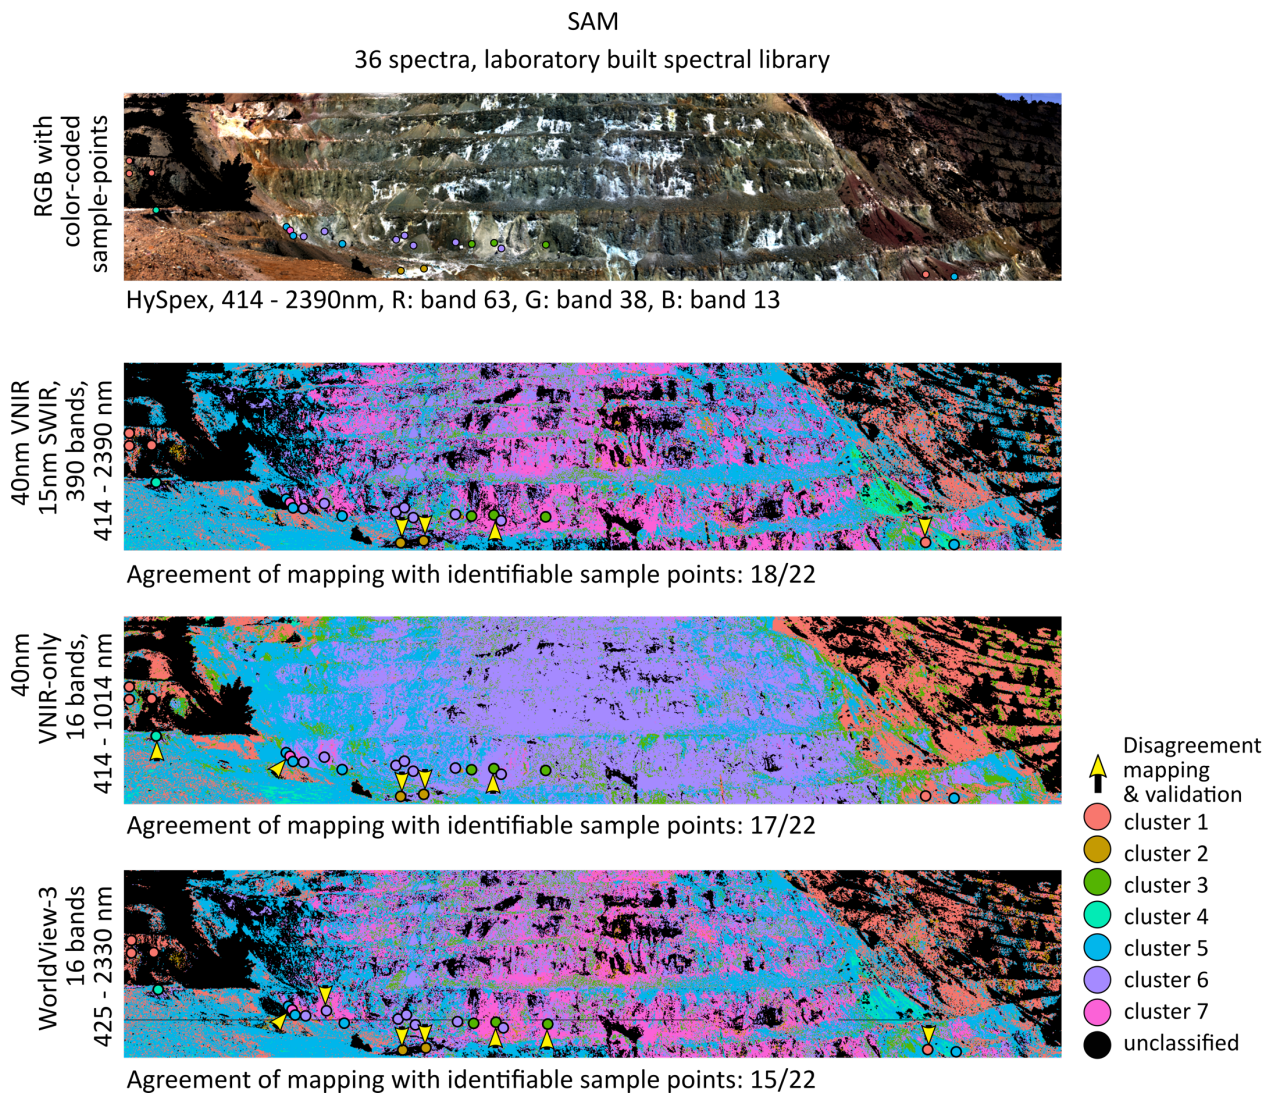 SAM
36 spectra, laboratory built spectral library
RGB with
color-coded
sample-points
HySpex, 414 - 2390nm, R: band 63, G: band 38, B: band 13
40nm VNIR
15nm SWIR,
390 bands,
414 - 2390 nm
Agreement of mapping with identifiable sample points: 18/22
40nm
VNIR-only
16 bands,
414 - 1014 nm
Agreement of mapping with identifiable sample points: 17/22
WorldView-3
16 bands
425 - 2330 nm
Agreement of mapping with identifiable sample points: 15/22
Disagreement
mapping
& validation
cluster 1
cluster 2
cluster 3
cluster 4
cluster 5
cluster 6
cluster 7
unclassified